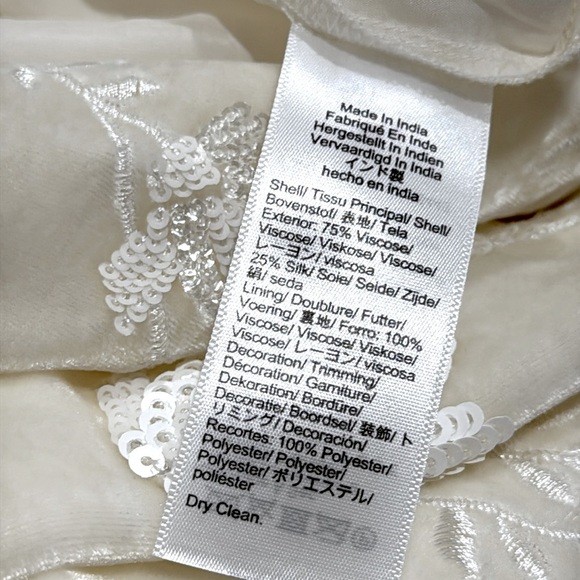 Made In India
Fabriqué En Inde
Hergestellt In Indien
Vervaardigd In India
インド製
hecho en india
Shell/ Tissu Principal/ Shell/
Bovenstof/ 表地/ Tela
Exterior: 75% Viscose/
Viscose/ Viskose/ Viscose/
レーヨン/ viscosa
25% Silk/ Soie/ Seide/ Zijde/
絹/ seda
Lining/ Doublure/ Futter/
Voering/ 裏地/ Forro: 100%
Viscose/ Viscose/ Viskose/
Viscose/ レーヨン/ viscosa
Decoration/ Trimming/
Décoration/ Garniture/
Dekoration/ Bordüre/
Decoratie/ Boordsel/ 装飾/ ト
リミング/ Decoración/
Recortes: 100% Polyester/
Polyester/ Polyester/
Polyester/ ポリエステル/
poliéster
Dry Clean.